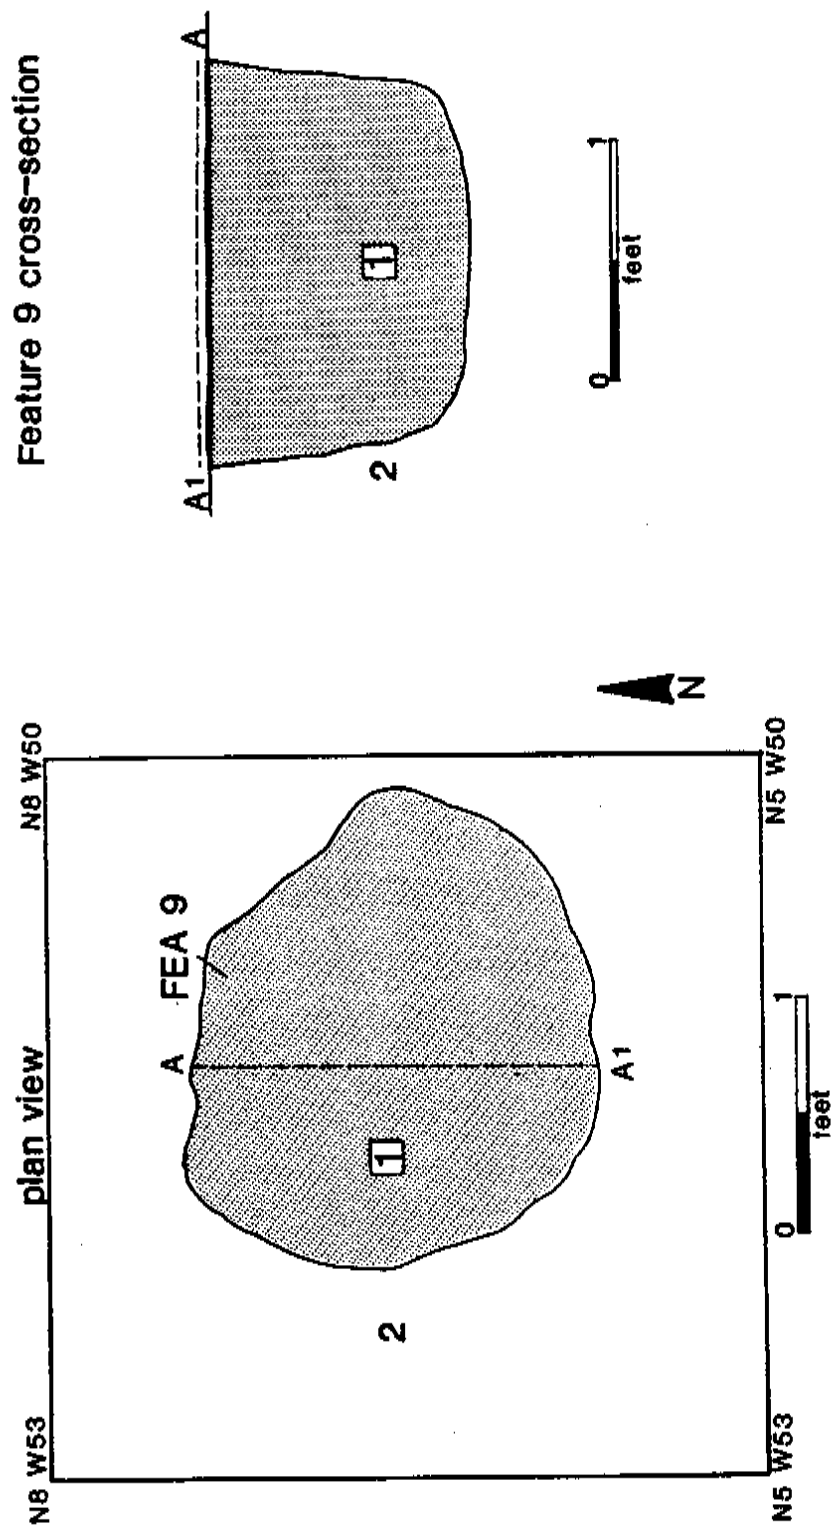 plan view
N8 W53
N8 W50
FEA 9
A
1
2
A1
N5 W53
N5 W50
0 1
feet
N
Feature 9 cross-section
A1 A
1
2
0 1
feet